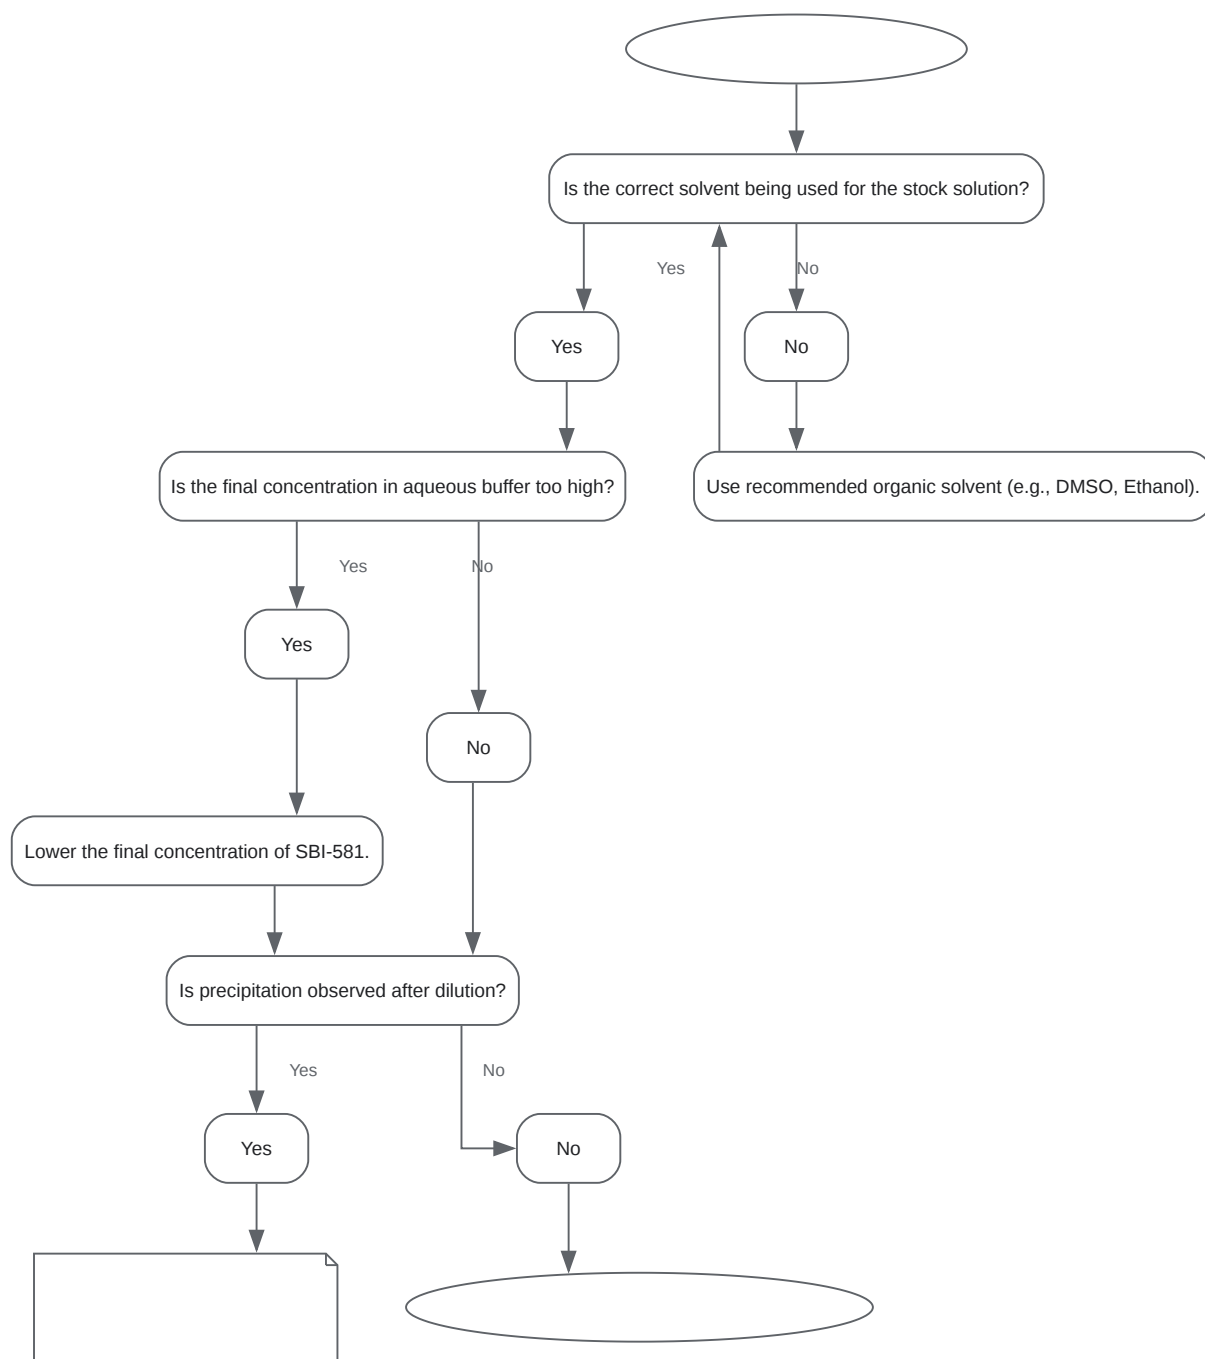 Is the correct solvent being used for the stock solution?
Yes
No
Yes
No
Is the final concentration in aqueous buffer too high?
Use recommended organic solvent (e.g., DMSO, Ethanol).
Yes
No
Yes
No
Lower the final concentration of SBI-581.
Is precipitation observed after dilution?
Yes
No
Yes
No